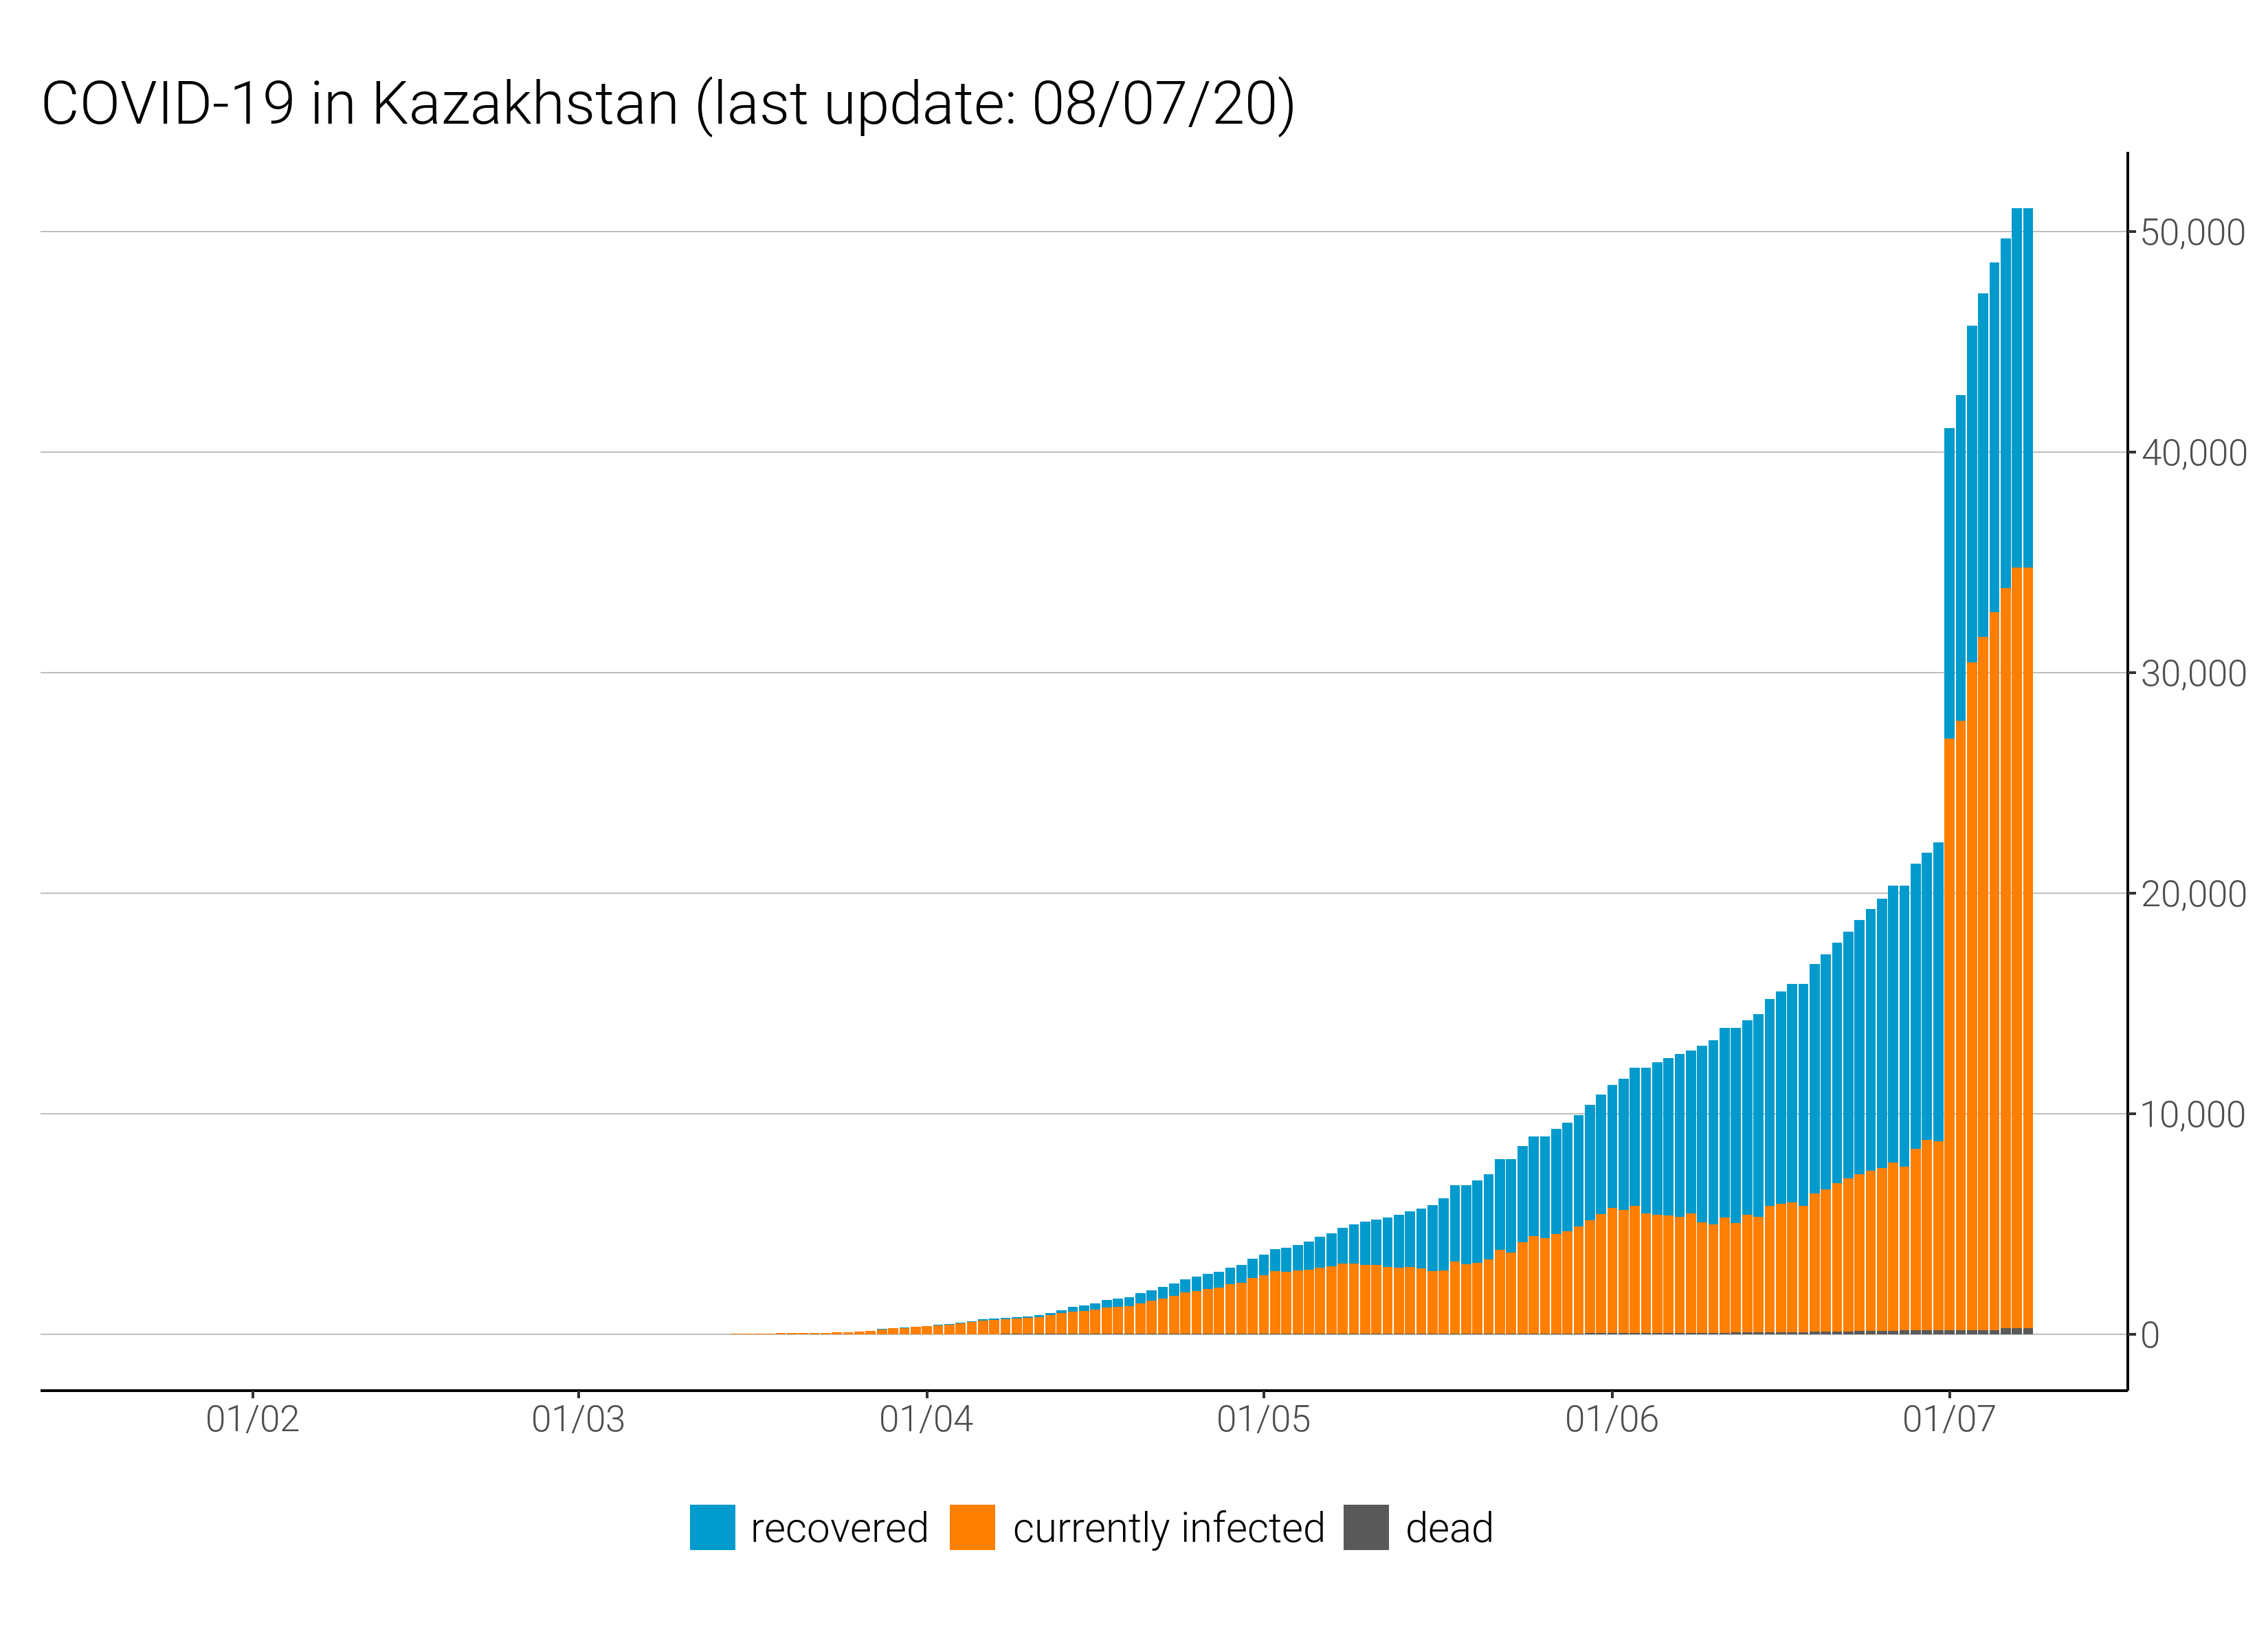 COVID-19 in Kazakhstan (last update: 08/07/20)
50,000
40,000
30,000
20,000
10,000
0
01/02 01/03 01/04 01/05 01/06 01/07
recovered currently infected dead